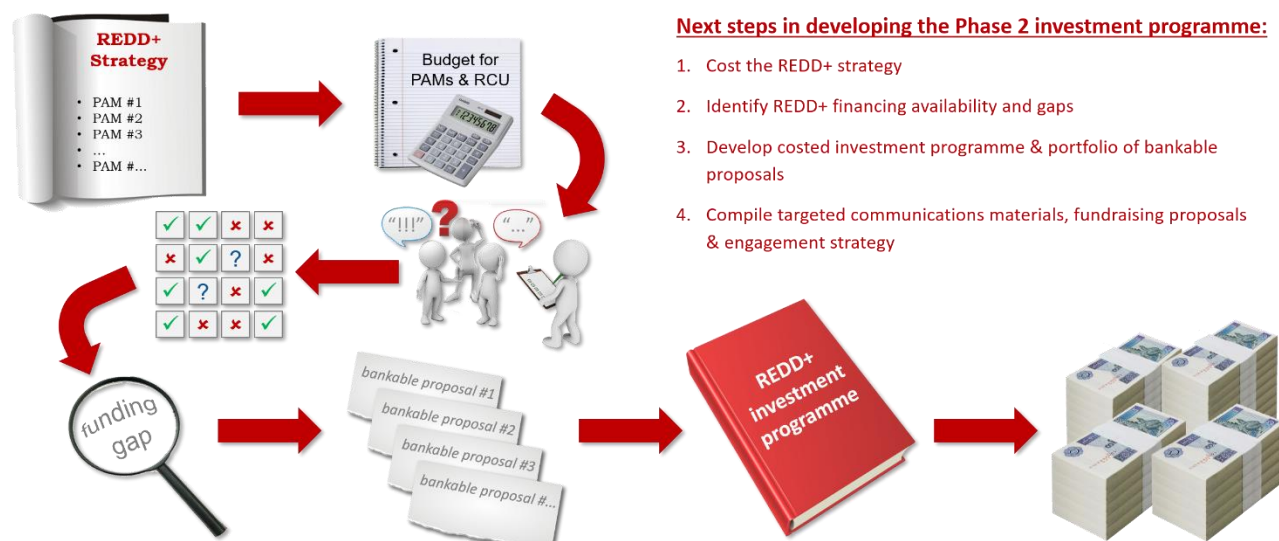 REDD+
Strategy
• PAM #1
• PAM #2
• PAM #3
• ...
• PAM #...
Budget for
PAMs & RCU
"!!!"
?
"..."
? 
?
funding
gap
bankable proposal #1
bankable proposal #2
bankable proposal #3
bankable proposal #...
REDD+
investment
programme
Next steps in developing the Phase 2 investment programme:
1. Cost the REDD+ strategy
2. Identify REDD+ financing availability and gaps
3. Develop costed investment programme & portfolio of bankable
proposals
4. Compile targeted communications materials, fundraising proposals
& engagement strategy